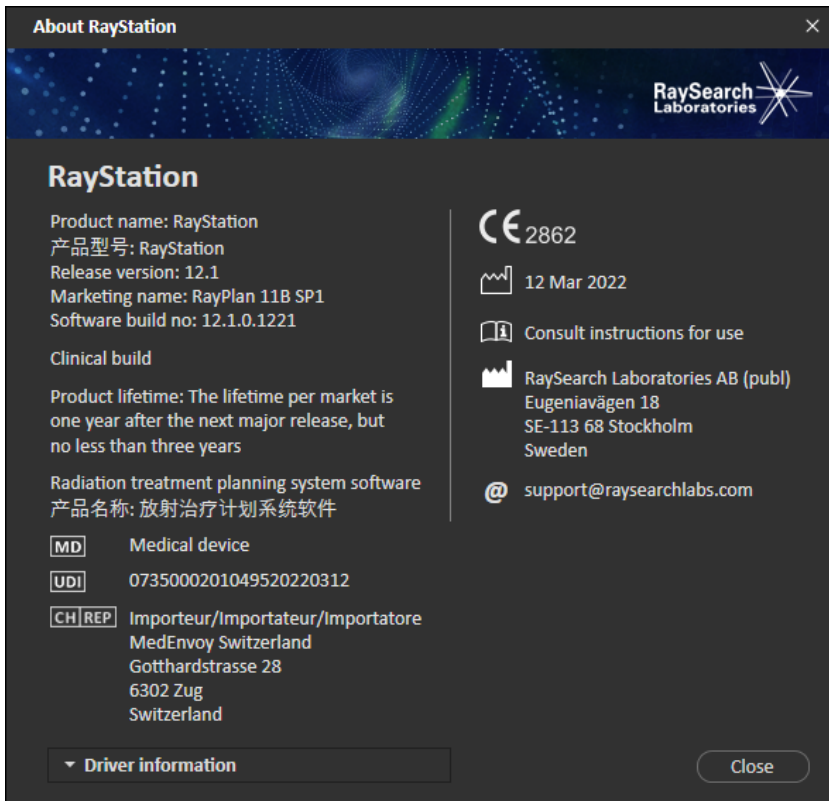 About RayStation
RaySearch
Laboratories
RayStation
Product name: RayStation
产品型号: RayStation
Release version: 12.1
Marketing name: RayPlan 11B SP1
Software build no: 12.1.0.1221
Clinical build
Product lifetime: The lifetime per market is
one year after the next major release, but
no less than three years
Radiation treatment planning system software
产品名称: 放射治疗计划系统软件
MD Medical device
UDI 0735000201049520220312
CH REP Importeur/Importateur/Importatore
MedEnvoy Switzerland
Gotthardstrasse 28
6302 Zug
Switzerland
CE 2862
12 Mar 2022
Consult instructions for use
RaySearch Laboratories AB (publ)
Eugeniavägen 18
SE-113 68 Stockholm
Sweden
@ support@raysearchlabs.com
Driver information
Close